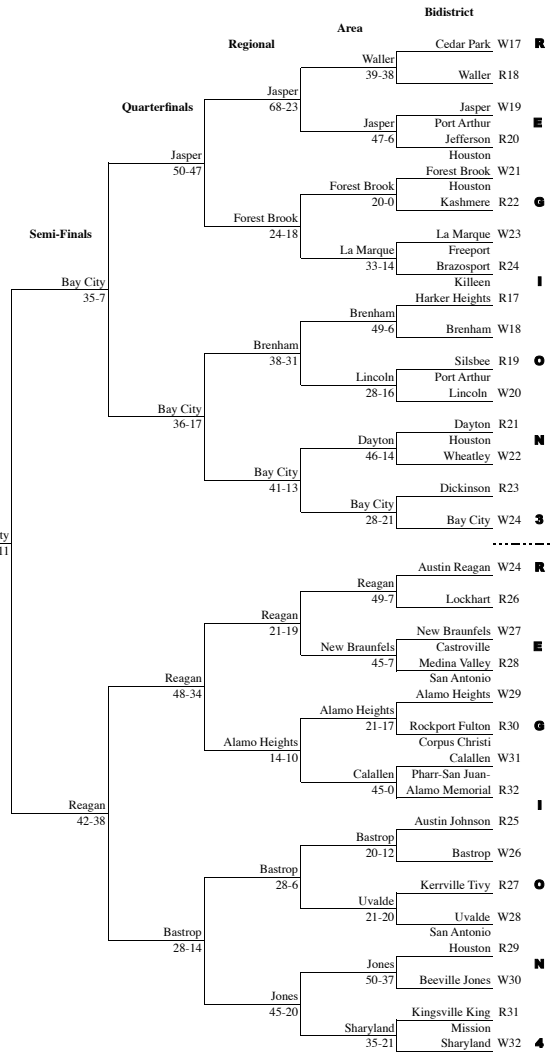 Bidistrict
Area
Regional
Cedar Park W17 R
Waller
39-38
Waller R18
Jasper
68-23
Quarterfinals
Jasper W19
Port Arthur
Jasper
47-6
Jefferson R20
E
Houston
Jasper
50-47
Forest Brook W21
Forest Brook
20-0
Houston
Kashmere R22 G
Forest Brook
24-18
Semi-Finals
La Marque W23
La Marque
33-14
Freeport
Brazosport R24
Killeen
I
Bay City
35-7
Harker Heights R17
Brenham
49-6
Brenham W18
Brenham
38-31
Silsbee R19 O
Lincoln
28-16
Port Arthur
Lincoln W20
Bay City
36-17
Dayton R21
Dayton
46-14
Houston
N
Wheatley W22
Bay City
41-13
Dickinson R23
Bay City
28-21
Bay City W24 3
ty
11
Austin Reagan W24 R
Reagan
49-7
Lockhart R26
Reagan
21-19
New Braunfels W27
New Braunfels
45-7
Castroville
E
Medina Valley R28
San Antonio
Reagan
48-34
Alamo Heights W29
Alamo Heights
21-17
Rockport Fulton R30 G
Corpus Christi
Alamo Heights
14-10
Calallen W31
Calallen
45-0
Pharr-San Juan-
Alamo Memorial R32
I
Reagan
42-38
Austin Johnson R25
Bastrop
20-12
Bastrop W26
Bastrop
28-6
Kerrville Tivy R27 O
Uvalde
21-20
Uvalde W28
San Antonio
Bastrop
28-14
Houston R29
N
Jones
50-37
Beeville Jones W30
Jones
45-20
Kingsville King R31
Sharyland
35-21
Mission
Sharyland W32 4